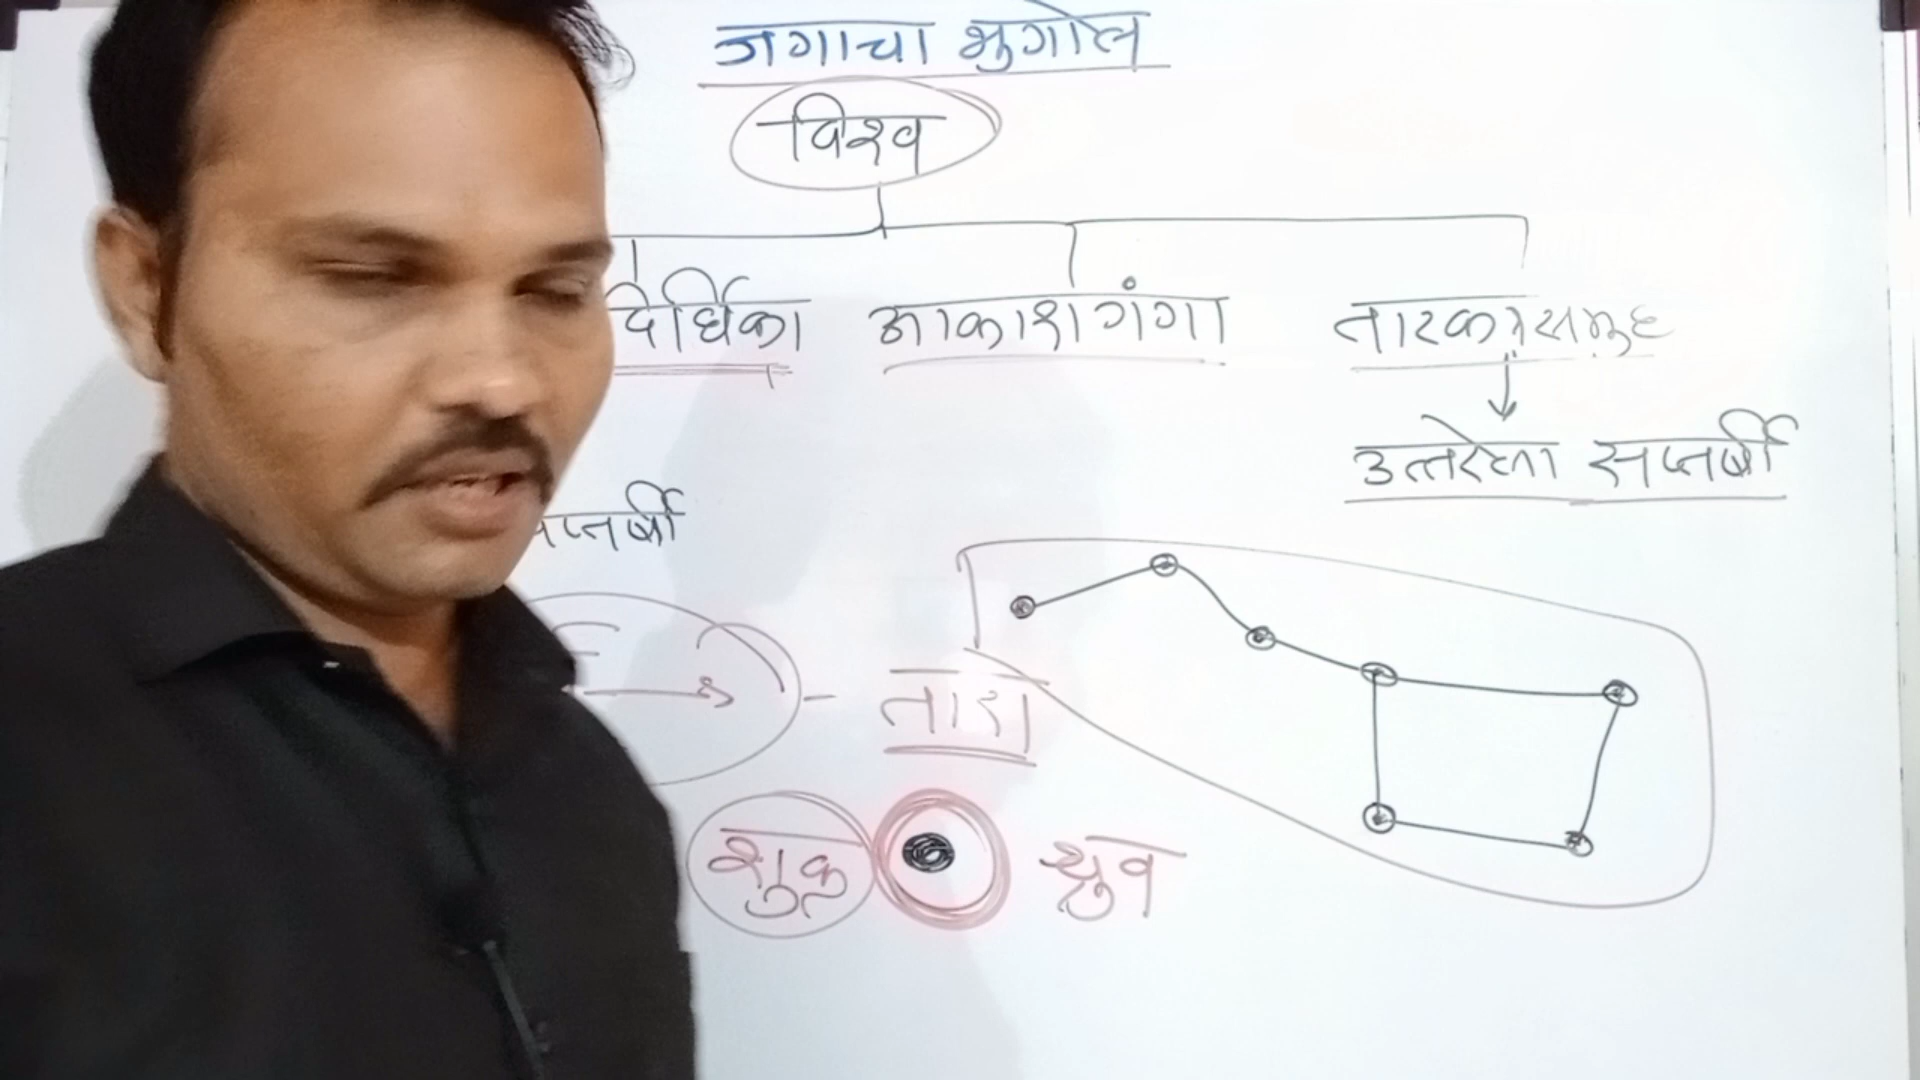 जगाचा भुगोल
विश्व
दिर्घिका आकाशगंगा तारकासमुह
उत्तरेला सप्तर्षी
सप्तर्षी
तारा
शुक्र ध्रुव